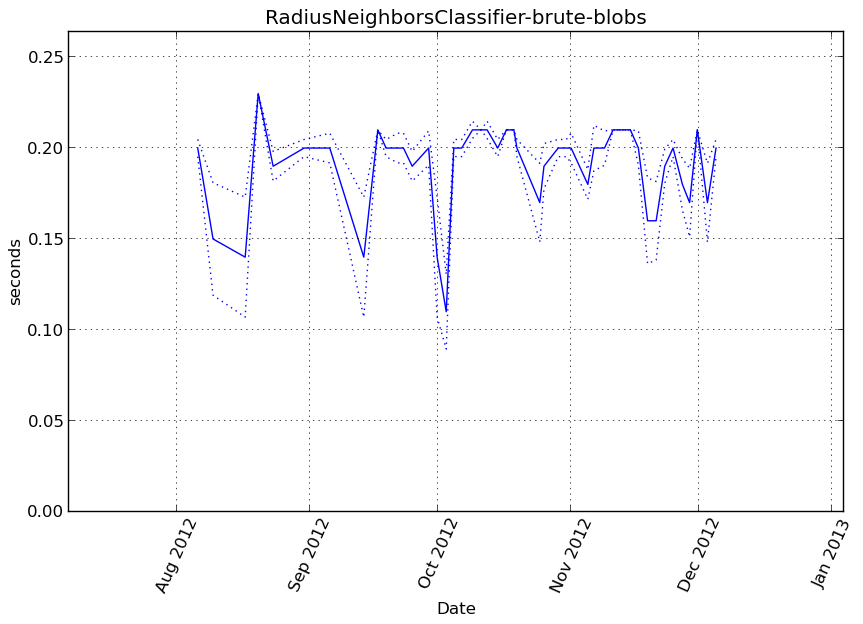 RadiusNeighborsClassifier-brute-blobs
0.25
0.20
0.15
0.10
0.05
0.00
seconds
Aug 2012
Sep 2012
Oct 2012
Nov 2012
Dec 2012
Jan 2013
Date